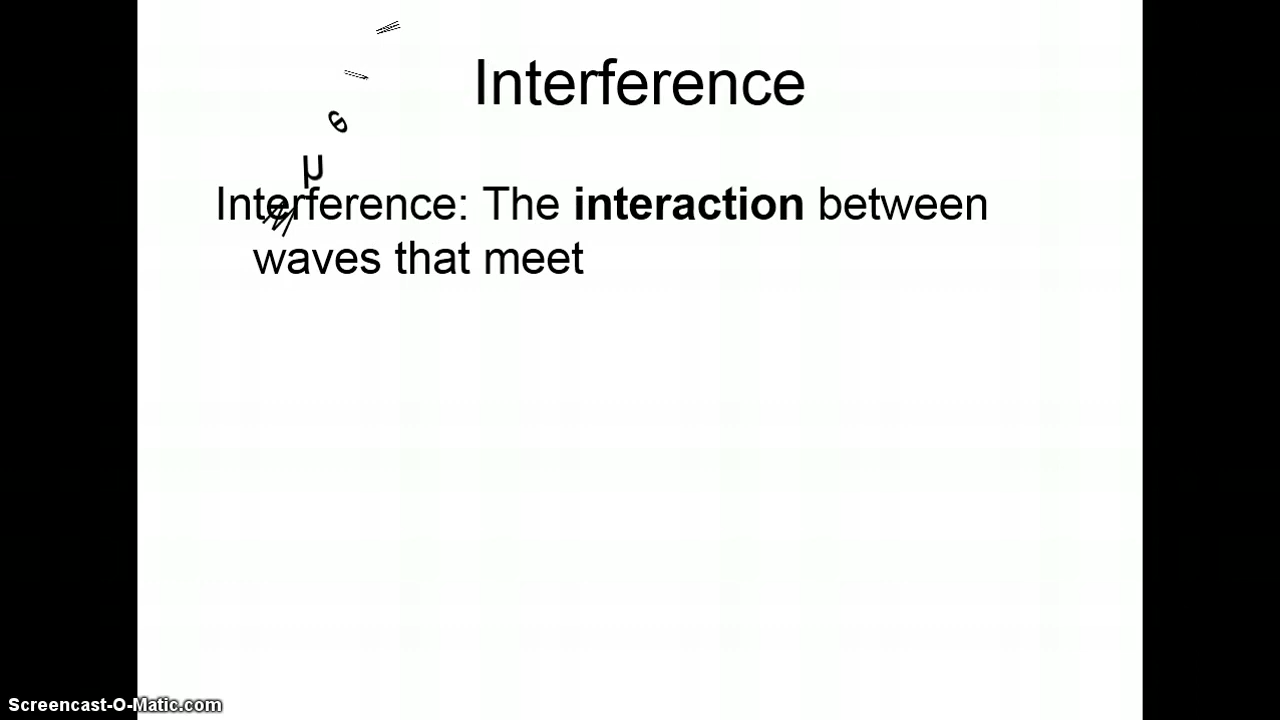 Interference
Interference: The interaction between
waves that meet
Screencast-O-Matic.com